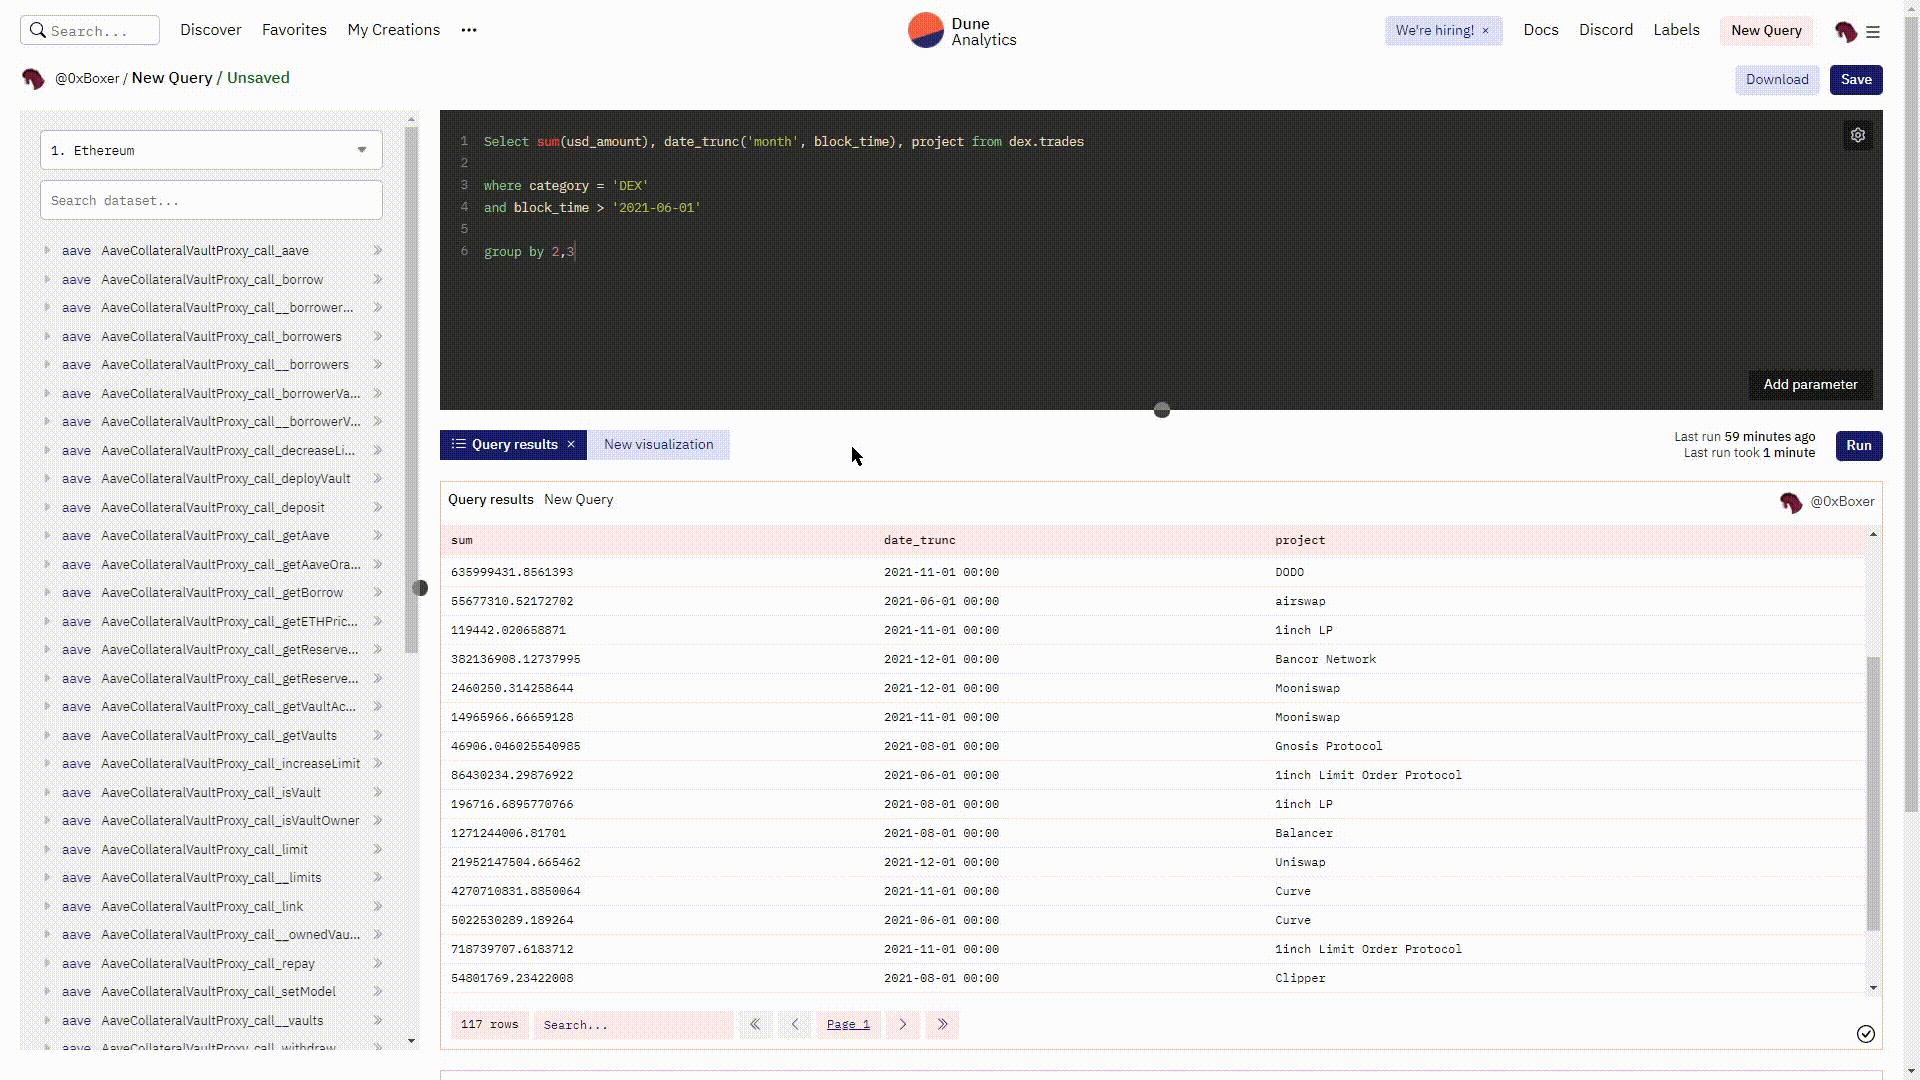 Search...
Discover
Favorites
My Creations
Dune
Analytics
We're hiring! ×
Docs
Discord
Labels
New Query
@0xBoxer / New Query / Unsaved
Download
Save
1. Ethereum
Search dataset...
aave AaveCollateralVaultProxy_call_aave
aave AaveCollateralVaultProxy_call_borrow
aave AaveCollateralVaultProxy_call__borrower...
aave AaveCollateralVaultProxy_call_borrowers
aave AaveCollateralVaultProxy_call__borrowers
aave AaveCollateralVaultProxy_call_borrowerVa...
aave AaveCollateralVaultProxy_call__borrowerV...
aave AaveCollateralVaultProxy_call_decreaseLi...
aave AaveCollateralVaultProxy_call_deployVault
aave AaveCollateralVaultProxy_call_deposit
aave AaveCollateralVaultProxy_call_getAave
aave AaveCollateralVaultProxy_call_getAaveOra...
aave AaveCollateralVaultProxy_call_getBorrow
aave AaveCollateralVaultProxy_call_getETHPric...
aave AaveCollateralVaultProxy_call_getReserve...
aave AaveCollateralVaultProxy_call_getReserve...
aave AaveCollateralVaultProxy_call_getVaultAc...
aave AaveCollateralVaultProxy_call_getVaults
aave AaveCollateralVaultProxy_call_increaseLimit
aave AaveCollateralVaultProxy_call_isVault
aave AaveCollateralVaultProxy_call_isVaultOwner
aave AaveCollateralVaultProxy_call_limit
aave AaveCollateralVaultProxy_call__limits
aave AaveCollateralVaultProxy_call_link
aave AaveCollateralVaultProxy_call__ownedVau...
aave AaveCollateralVaultProxy_call_repay
aave AaveCollateralVaultProxy_call_setModel
aave AaveCollateralVaultProxy_call__vaults
aave AaveCollateralVaultProxy_call_withdraw
1 Select sum(usd_amount), date_trunc('month', block_time), project from dex.trades
2
3 where category = 'DEX'
4 and block_time > '2021-06-01'
5
6 group by 2,3
Add parameter
Query results ×
New visualization
Last run 59 minutes ago
Last run took 1 minute
Run
Query results New Query
@0xBoxer
sum date_trunc project
635999431.8561393 2021-11-01 00:00 DODO
55677310.52172702 2021-06-01 00:00 airswap
119442.020658871 2021-11-01 00:00 1inch LP
382136908.12737995 2021-12-01 00:00 Bancor Network
2460250.314258644 2021-12-01 00:00 Mooniswap
14965966.66659128 2021-11-01 00:00 Mooniswap
46906.046025540985 2021-08-01 00:00 Gnosis Protocol
86430234.29876922 2021-06-01 00:00 1inch Limit Order Protocol
196716.6895770766 2021-08-01 00:00 1inch LP
1271244006.81701 2021-08-01 00:00 Balancer
21952147504.665462 2021-12-01 00:00 Uniswap
4270710831.8850064 2021-11-01 00:00 Curve
5022530289.189264 2021-06-01 00:00 Curve
718739707.6183712 2021-11-01 00:00 1inch Limit Order Protocol
54801769.23422008 2021-08-01 00:00 Clipper
117 rows
Search...
Page 1